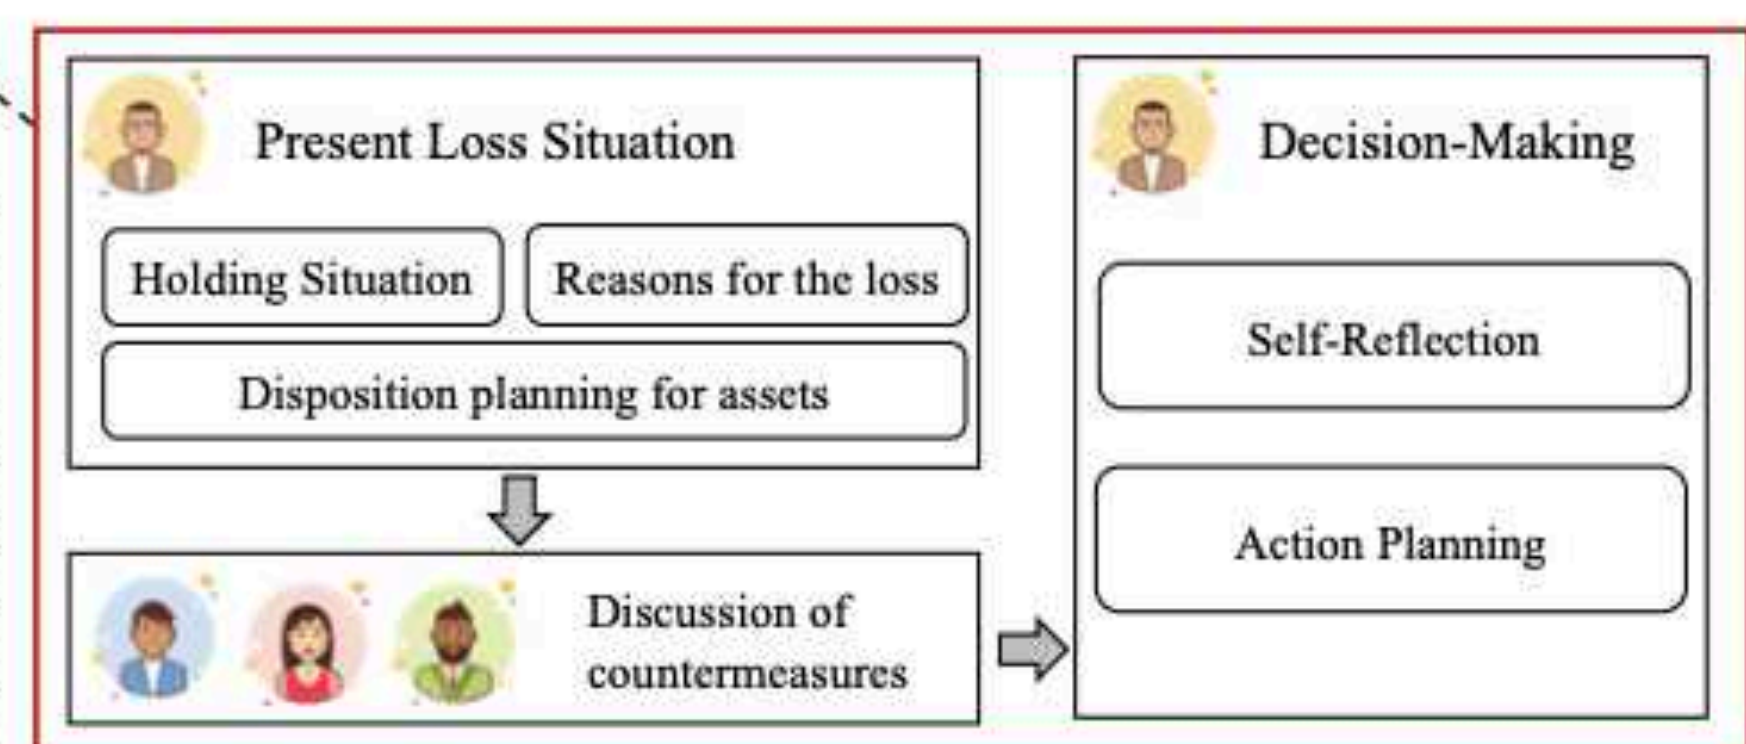 Present Loss Situation
Holding Situation
Reasons for the loss
Disposition planning for assets
Discussion of
countermeasures
Decision-Making
Self-Reflection
Action Planning